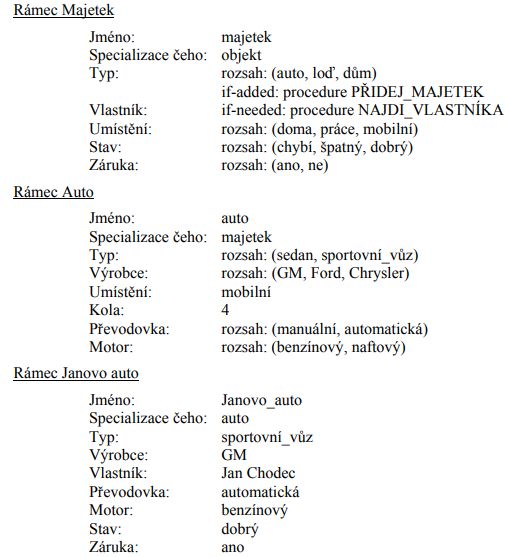 Rámec Majetek
Jméno: majetek
Specializace čeho: objekt
Typ: rozsah: (auto, loď, dům)
if-added: procedure PŘIDEJ_MAJETEK
Vlastník: if-needed: procedure NAJDI_VLASTNÍKA
Umístění: rozsah: (doma, práce, mobilní)
Stav: rozsah: (chybí, špatný, dobrý)
Záruka: rozsah: (ano, ne)
Rámec Auto
Jméno: auto
Specializace čeho: majetek
Typ: rozsah: (sedan, sportovní_vůz)
Výrobce: rozsah: (GM, Ford, Chrysler)
Umístění: mobilní
Kola: 4
Převodovka: rozsah: (manuální, automatická)
Motor: rozsah: (benzínový, naftový)
Rámec Janovo auto
Jméno: Janovo_auto
Specializace čeho: auto
Typ: sportovní_vůz
Výrobce: GM
Vlastník: Jan Chodec
Převodovka: automatická
Motor: benzínový
Stav: dobrý
Záruka: ano